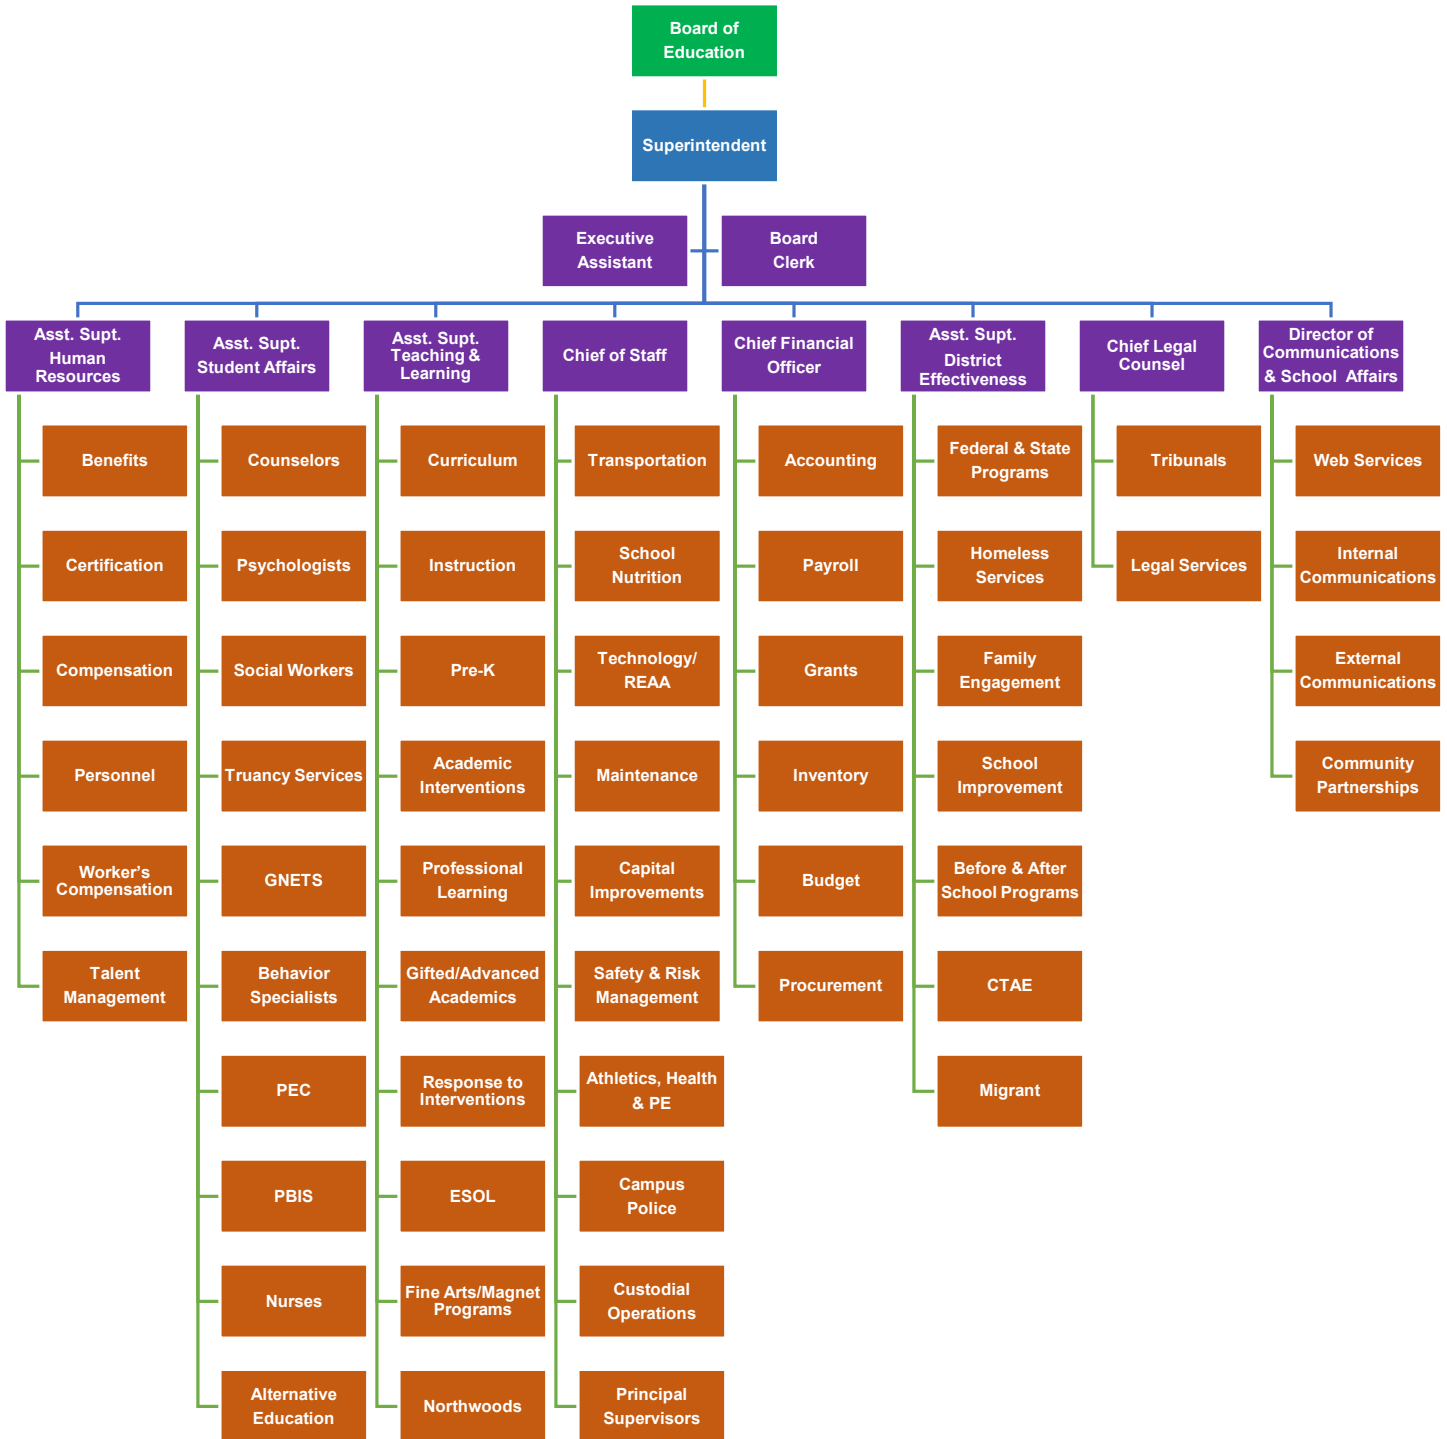 Board of
Education
Superintendent
Executive
Assistant
Board
Clerk
Asst. Supt.
Human
Resources
Asst. Supt.
Student Affairs
Asst. Supt.
Teaching &
Learning
Chief of Staff
Chief Financial
Officer
Asst. Supt.
District
Effectiveness
Chief Legal
Counsel
Director of
Communications
& School Affairs
Benefits
Certification
Compensation
Personnel
Worker’s
Compensation
Talent
Management
Counselors
Psychologists
Social Workers
Truancy Services
GNETS
Behavior
Specialists
PEC
PBIS
Nurses
Alternative
Education
Curriculum
Instruction
Pre-K
Academic
Interventions
Professional
Learning
Gifted/Advanced
Academics
Response to
Interventions
ESOL
Fine Arts/Magnet
Programs
Northwoods
Transportation
School
Nutrition
Technology/
REAA
Maintenance
Capital
Improvements
Safety & Risk
Management
Athletics, Health
& PE
Campus
Police
Custodial
Operations
Principal
Supervisors
Accounting
Payroll
Grants
Inventory
Budget
Procurement
Federal & State
Programs
Homeless
Services
Family
Engagement
School
Improvement
Before & After
School Programs
CTAE
Migrant
Tribunals
Legal Services
Web Services
Internal
Communications
External
Communications
Community
Partnerships